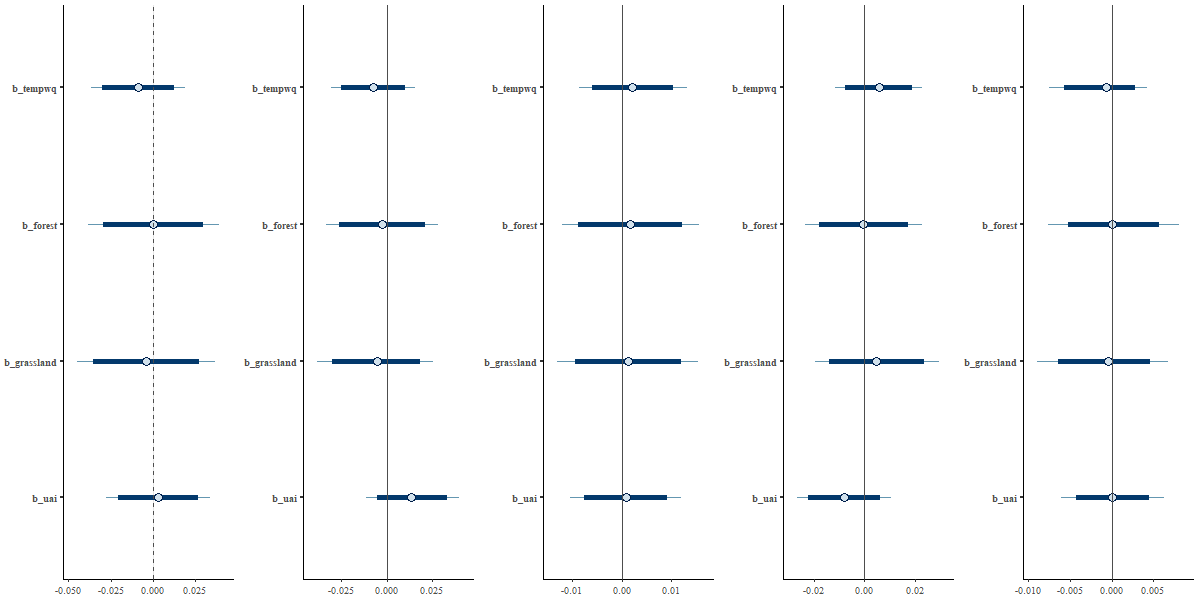 b_tempwq
b_forest
b_grassland
b_uai
-0.050 -0.025 0.000 0.025
b_tempwq
b_forest
b_grassland
b_uai
-0.025 0.000 0.025
b_tempwq
b_forest
b_grassland
b_uai
-0.01 0.00 0.01
b_tempwq
b_forest
b_grassland
b_uai
-0.02 0.00 0.02
b_tempwq
b_forest
b_grassland
b_uai
-0.010 -0.005 0.000 0.005